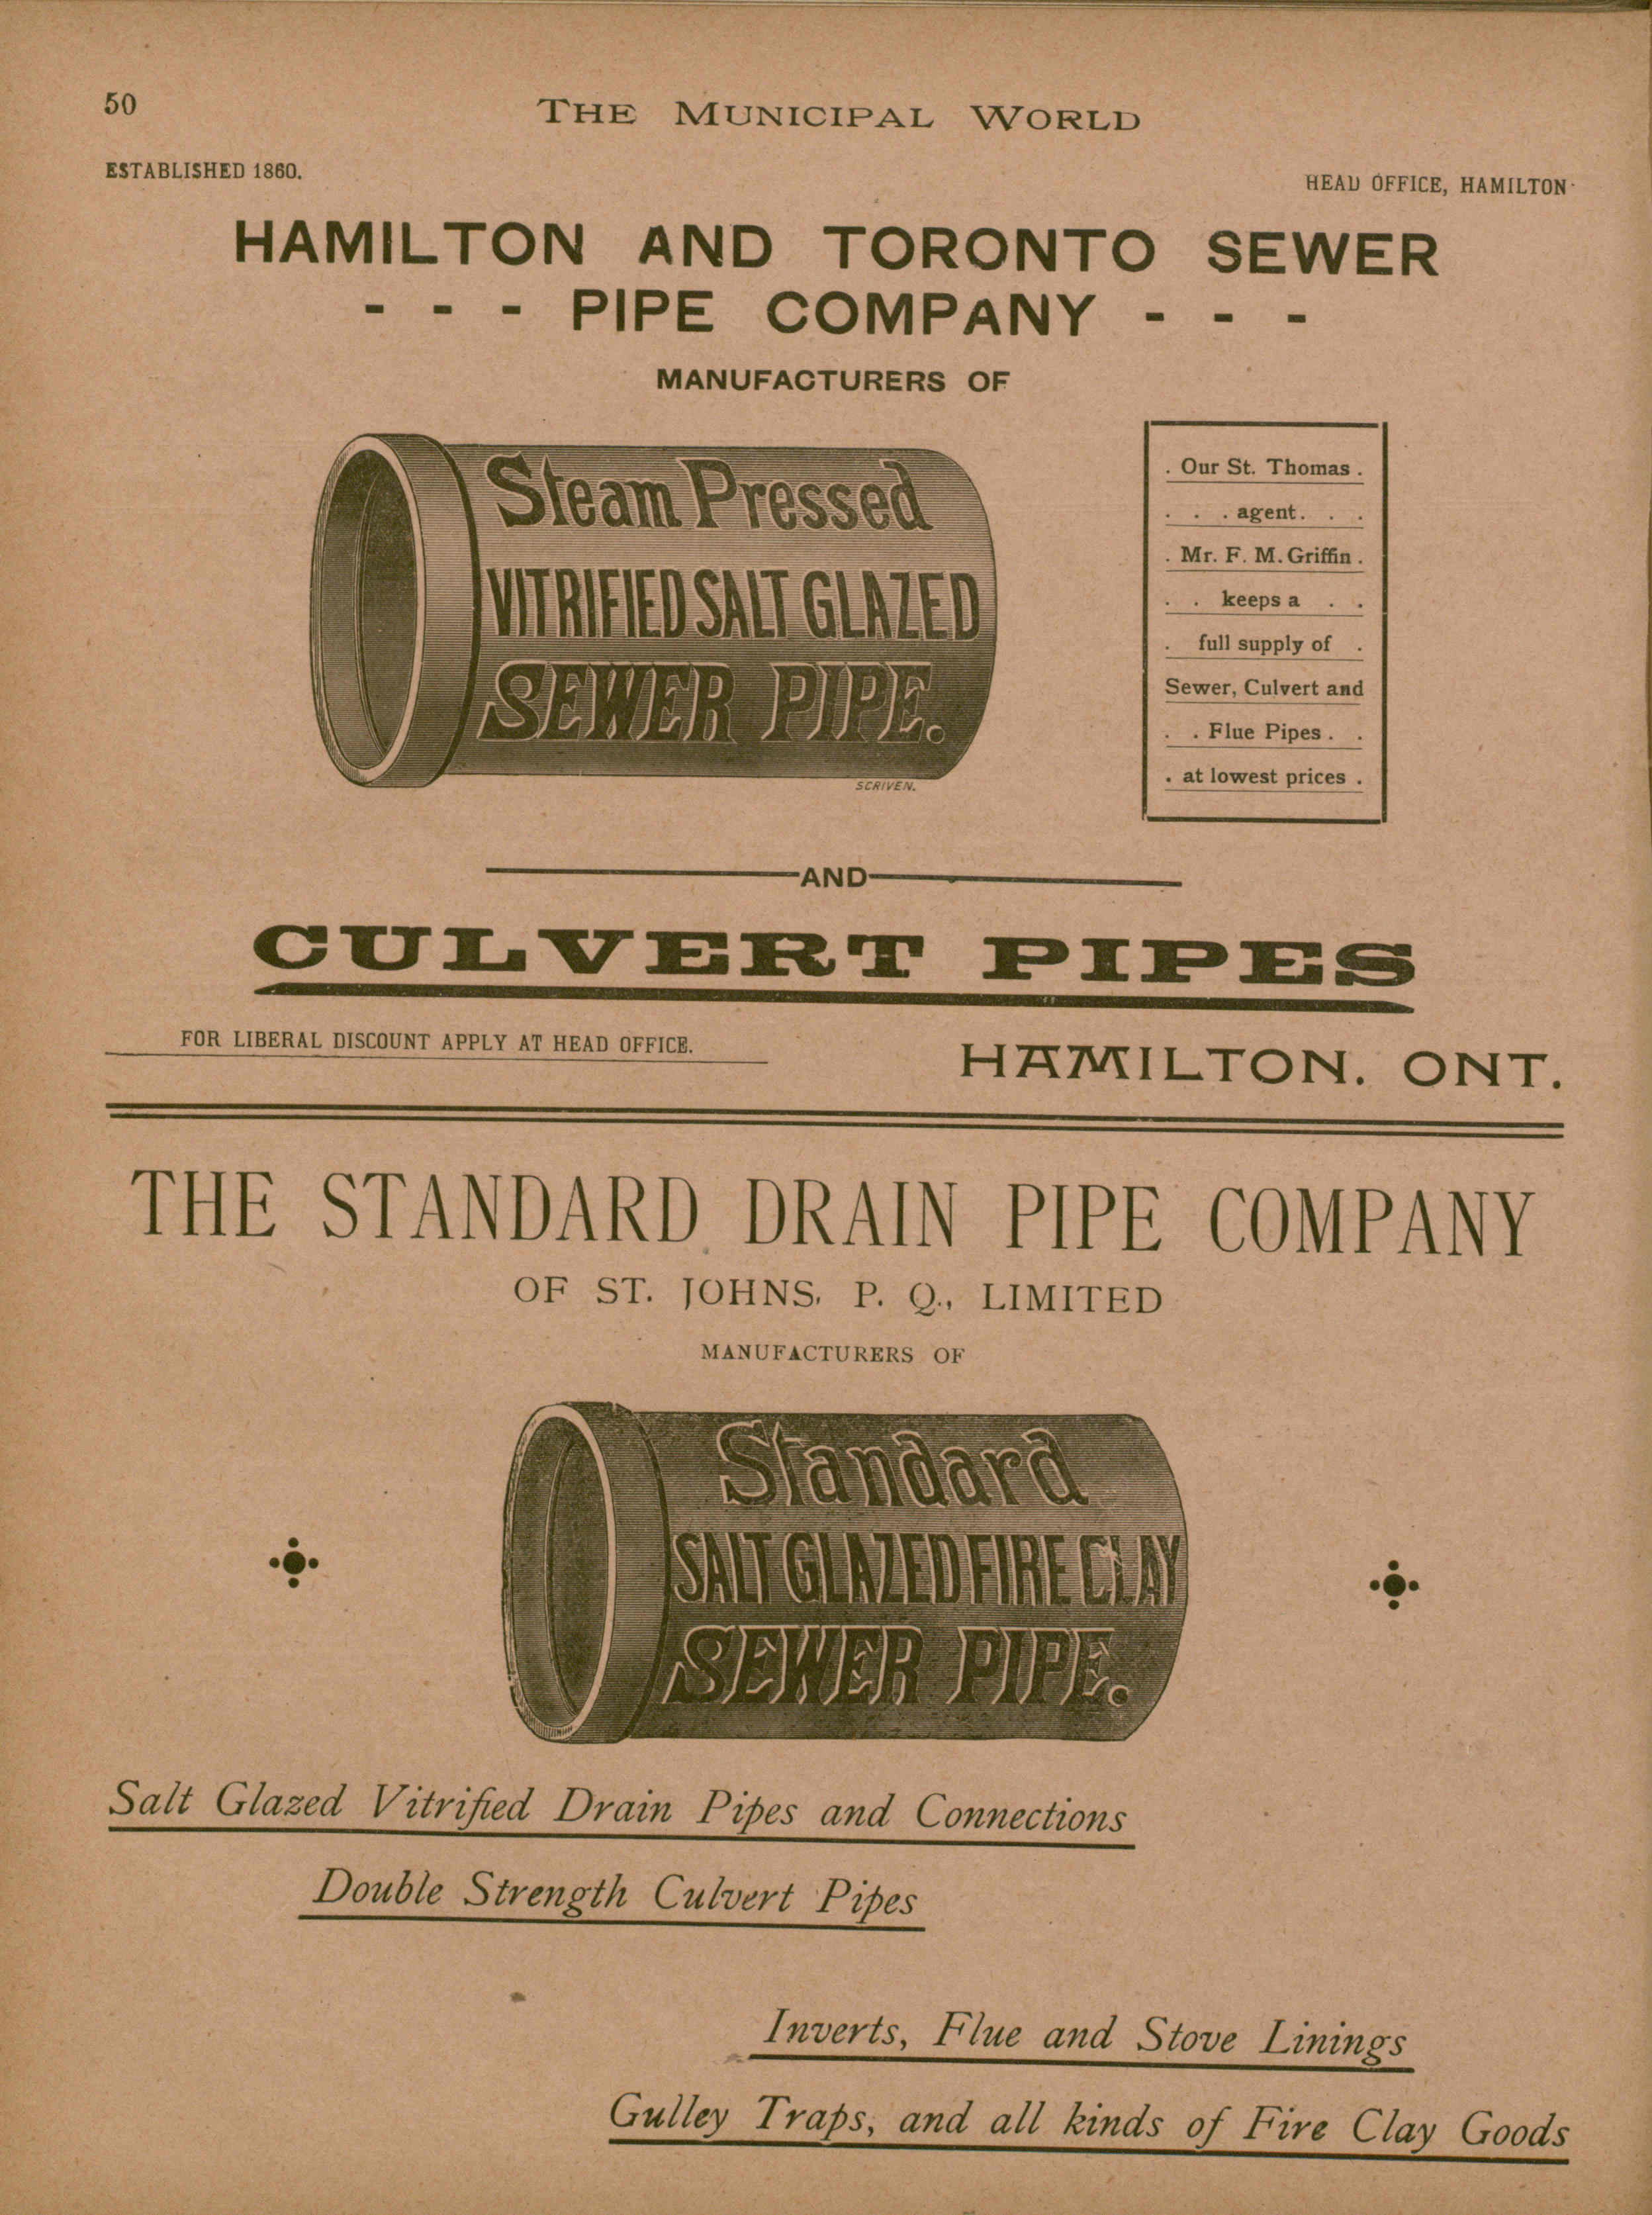 50
THE MUNICIPAL WORLD
ESTABLISHED 1860.
HEAD OFFICE, HAMILTON.
HAMILTON AND TORONTO SEWER
- - - PIPE COMPANY - - -
MANUFACTURERS OF
Steam Pressed
VITRIFIED SALT GLAZED
SEWER PIPE.
SCRIVEN.
. Our St. Thomas .
. . . agent. . .
. Mr. F. M. Griffin .
. . keeps a . .
. full supply of .
Sewer, Culvert and
. . Flue Pipes . .
. at lowest prices .
AND
CULVERT PIPES
FOR LIBERAL DISCOUNT APPLY AT HEAD OFFICE.
HAMILTON. ONT.
THE STANDARD DRAIN PIPE COMPANY
OF ST. JOHNS, P. Q., LIMITED
MANUFACTURERS OF
Standard
SALT GLAZED FIRE CLAY
SEWER PIPE.
Salt Glazed Vitrified Drain Pipes and Connections
Double Strength Culvert Pipes
Inverts, Flue and Stove Linings
Gulley Traps, and all kinds of Fire Clay Goods